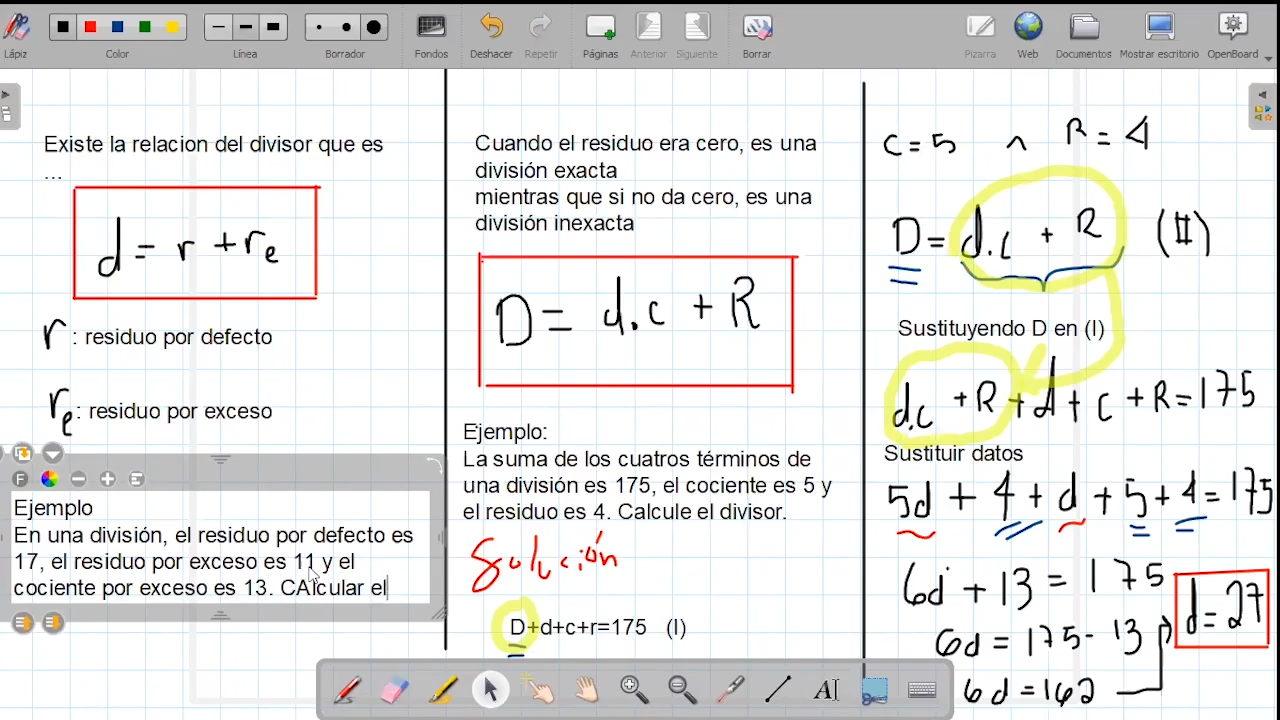 Lápiz
Color
Línea
Borrador
Fondos
Deshacer
Repetir
Páginas
Anterior
Siguiente
Borrar
Pizarra
Web
Documentos
Mostrar escritorio
OpenBoard
Existe la relacion del divisor que es
...
d = r + re
r : residuo por defecto
re : residuo por exceso
F
Ejemplo
En una división, el residuo por defecto es
17, el residuo por exceso es 11 y el
cociente por exceso es 13. CAlcular el
Cuando el residuo era cero, es una
división exacta
mientras que si no da cero, es una
división inexacta
D = d.c + R
Ejemplo:
La suma de los cuatros términos de
una división es 175, el cociente es 5 y
el residuo es 4. Calcule el divisor.
Solución
D+d+c+r=175 (I)
c = 5 ∧ R = 4
D = d.c + R (II)
Sustituyendo D en (I)
d.c + R + d + c + R = 175
Sustituir datos
5d + 4 + d + 5 + 4 = 175
6d + 13 = 175
6d = 175 - 13
6d = 162
d = 27